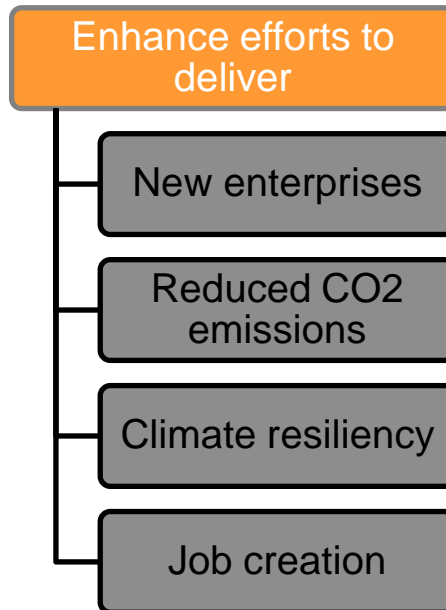 Enhance efforts to
deliver
New enterprises
Reduced CO2
emissions
Climate resiliency
Job creation